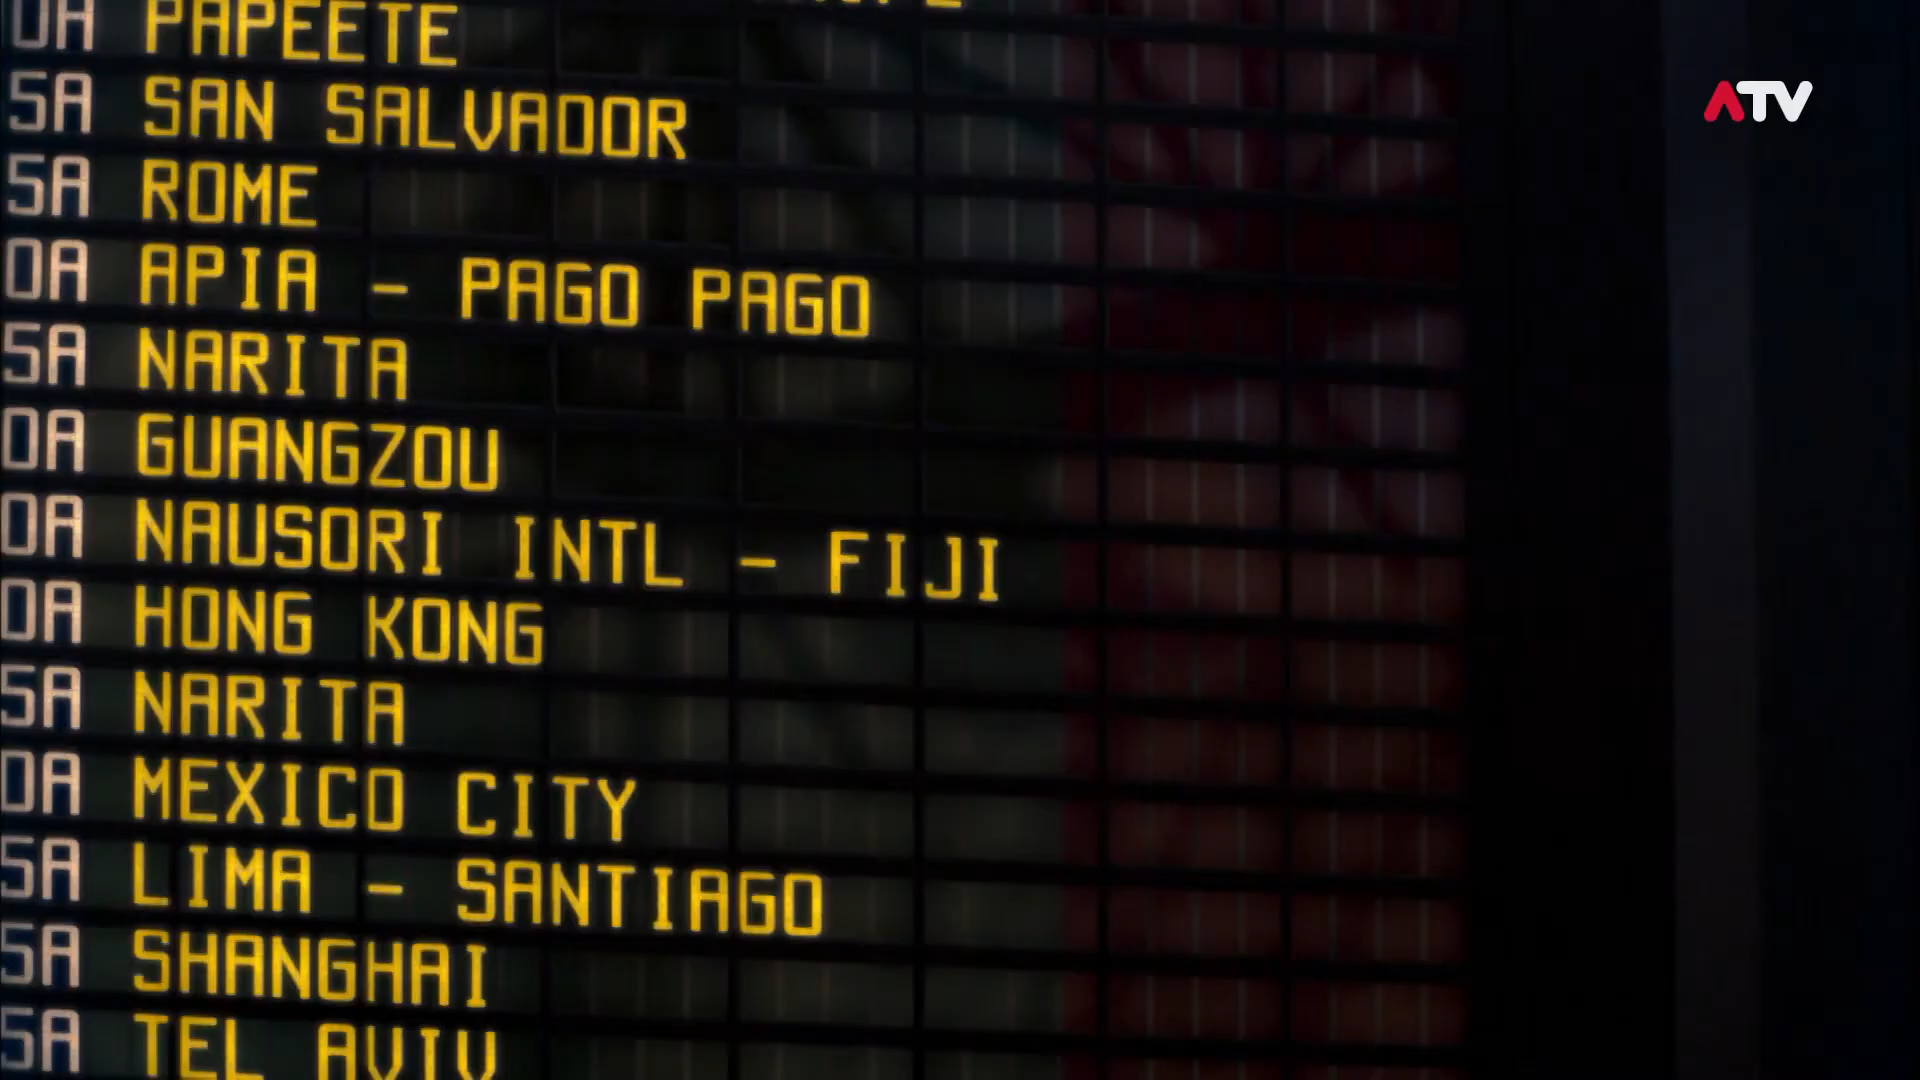 0A PAPEETE
5A SAN SALVADOR
5A ROME
0A APIA - PAGO PAGO
5A NARITA
0A GUANGZOU
0A NAUSORI INTL - FIJI
0A HONG KONG
5A NARITA
0A MEXICO CITY
5A LIMA - SANTIAGO
5A SHANGHAI
5A TEL AVIV
ATV